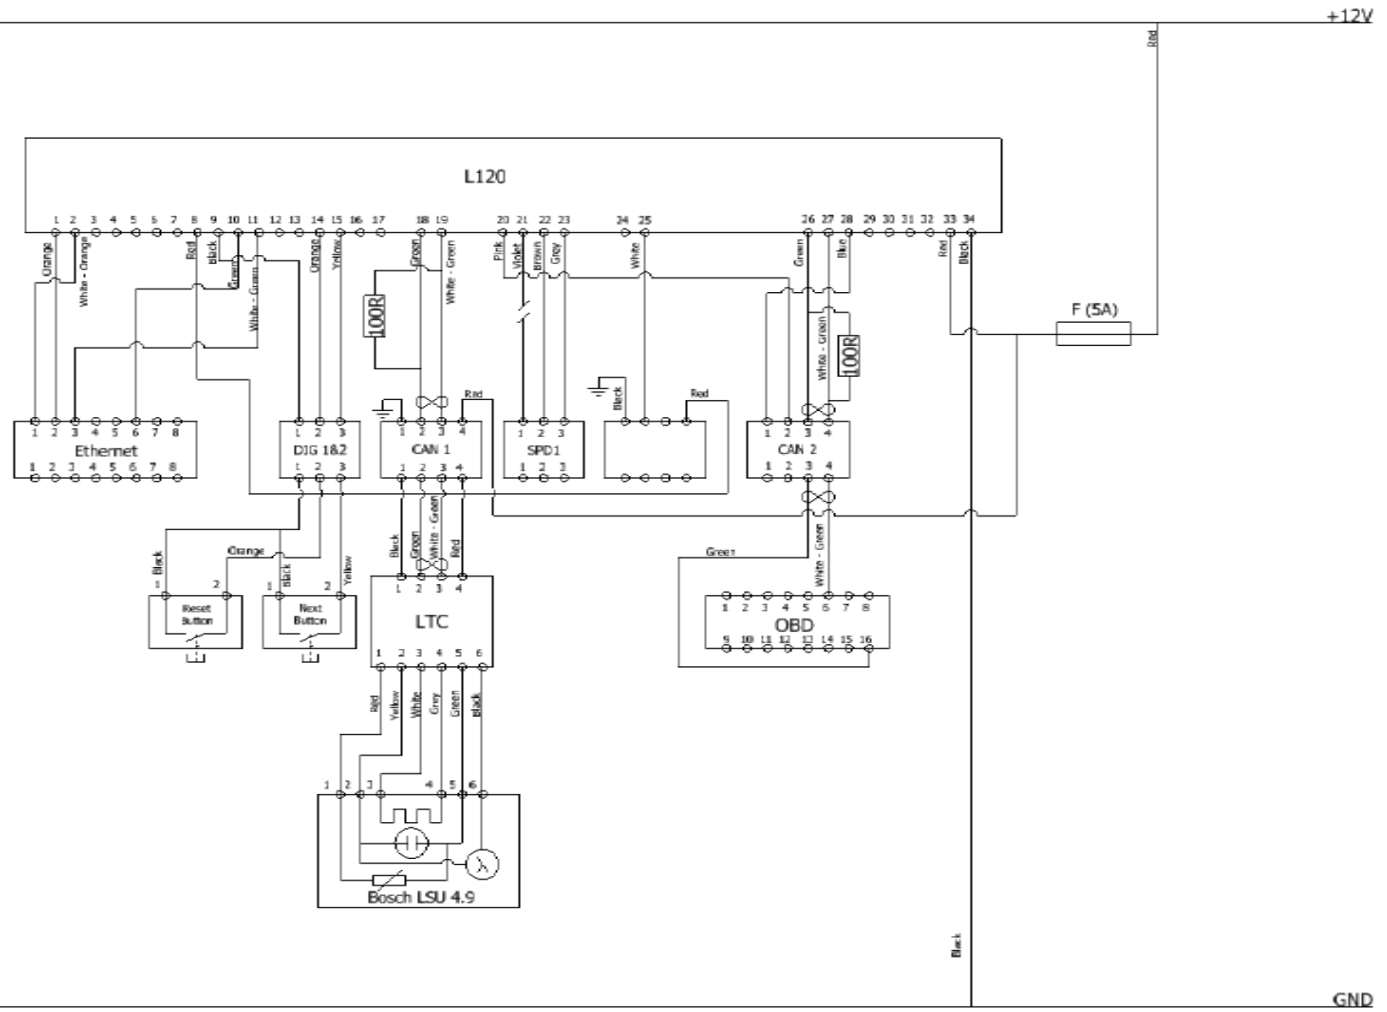 +12V
Red
L120
1 2 3 4 5 6 7 8 9 10 11 12 13 14 15 16 17 18 19 20 21 22 23 24 25 26 27 28 29 30 31 32 33 34
Orange
White - Orange
Red
Black
Green
White - Green
Orange
Yellow
Green
White - Green
Pink
Violet
Brown
Grey
White
Green
White - Green
Blue
Red
Black
100R
100R
F (5A)
Red
Black
Red
1 2 3 4 5 6 7 8
Ethernet
1 2 3 4 5 6 7 8
1 2 3
DIG 1&2
1 2 3
1 2 3 4
CAN 1
1 2 3 4
1 2 3
SPD1
1 2 3
1 2 3 4
CAN 2
1 2 3 4
Black
Orange
Black
Yellow
Black
Green
White - Green
Red
Green
White - Green
1 2
Reset
Button
1 2
Next
Button
1 2 3 4
LTC
1 2 3 4 5 6
1 2 3 4 5 6 7 8
OBD
9 10 11 12 13 14 15 16
Red
Yellow
White
Grey
Green
Black
1 2 3 4 5 6
λ
Bosch LSU 4.9
Black
GND